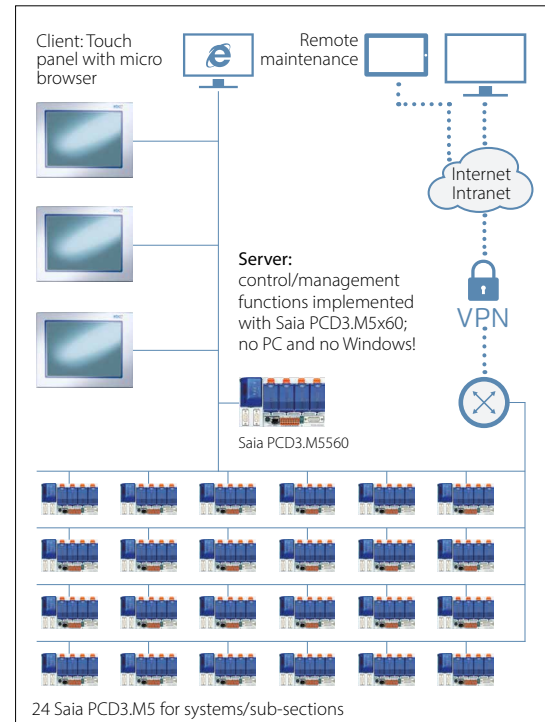 Client: Touch
panel with micro
browser
Remote
maintenance
Internet
Intranet
Server:
control/management
functions implemented
with Saia PCD3.M5x60;
no PC and no Windows!
VPN
Saia PCD3.M5560
24 Saia PCD3.M5 for systems/sub-sections